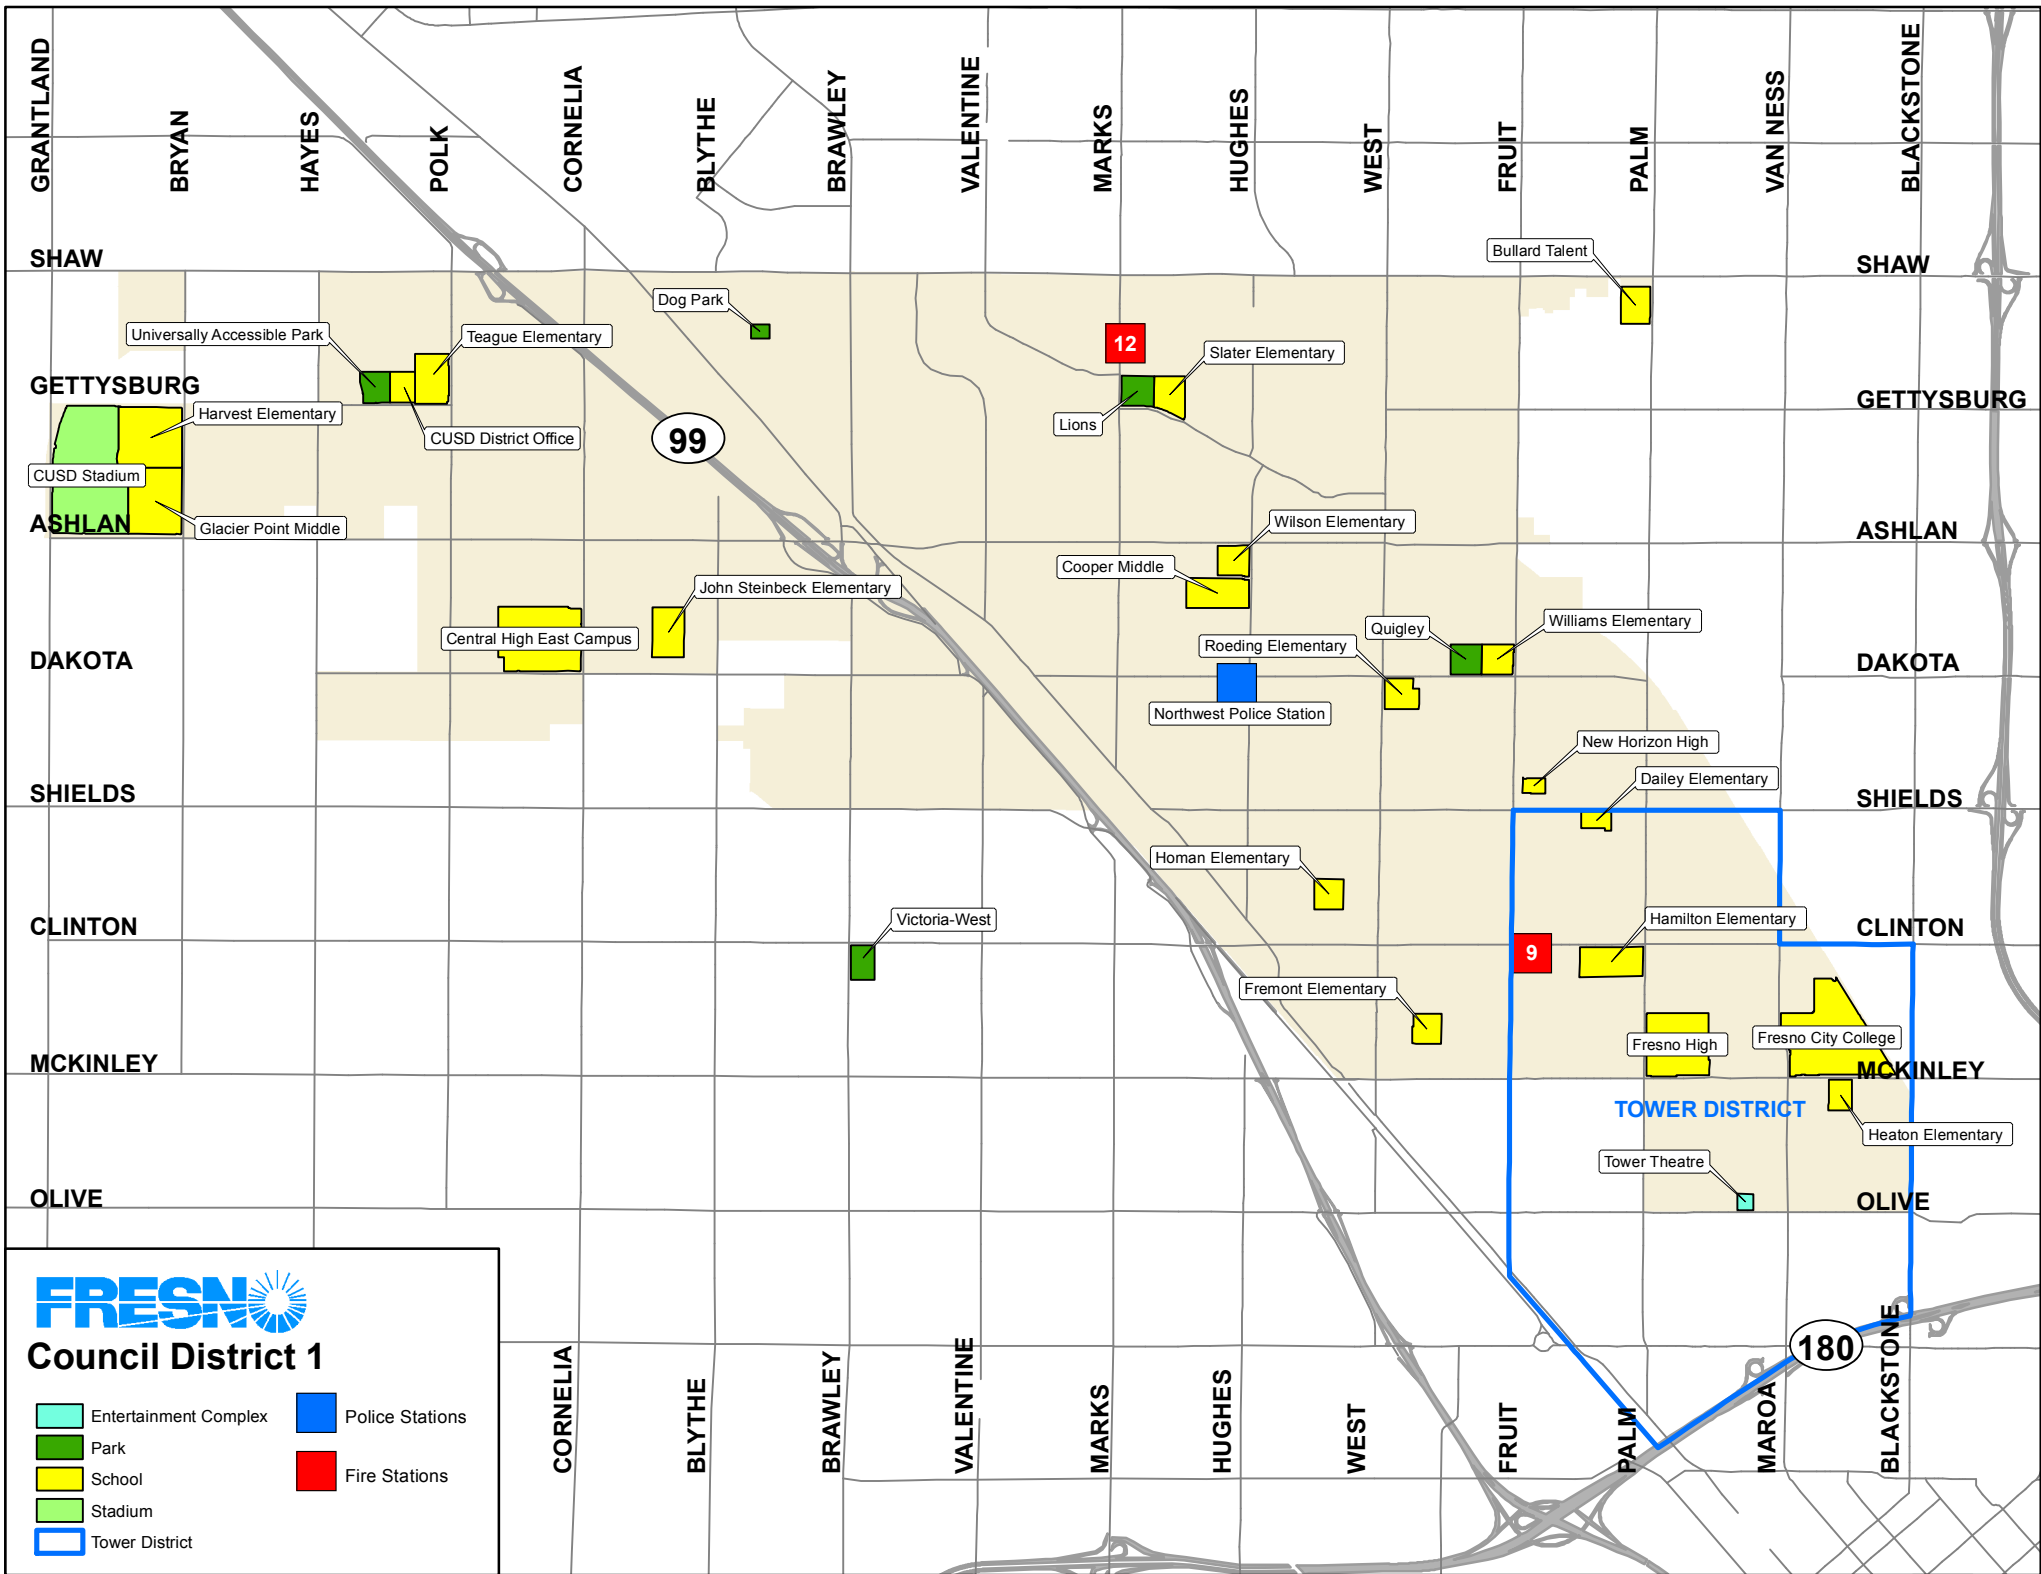 GRANTLAND
BRYAN
HAYES
POLK
CORNELIA
BLYTHE
BRAWLEY
VALENTINE
MARKS
HUGHES
WEST
FRUIT
PALM
VAN NESS
BLACKSTONE
SHAW
Bullard Talent
SHAW
Dog Park
Universally Accessible Park
Teague Elementary
12
Slater Elementary
GETTYSBURG
Harvest Elementary
GETTYSBURG
Lions
CUSD District Office
99
CUSD Stadium
ASHLAN
Glacier Point Middle
Wilson Elementary
ASHLAN
Cooper Middle
John Steinbeck Elementary
Central High East Campus
Quigley
Williams Elementary
Roeding Elementary
DAKOTA
DAKOTA
Northwest Police Station
New Horizon High
Dailey Elementary
SHIELDS
SHIELDS
Homan Elementary
Victoria-West
Hamilton Elementary
CLINTON
CLINTON
9
Fremont Elementary
Fresno High
Fresno City College
MCKINLEY
MCKINLEY
TOWER DISTRICT
Heaton Elementary
Tower Theatre
OLIVE
OLIVE
FRESNO
Council District 1
Entertainment Complex
Park
School
Stadium
Tower District
Police Stations
Fire Stations
180
CORNELIA
BLYTHE
BRAWLEY
VALENTINE
MARKS
HUGHES
WEST
FRUIT
PALM
MAROA
BLACKSTONE